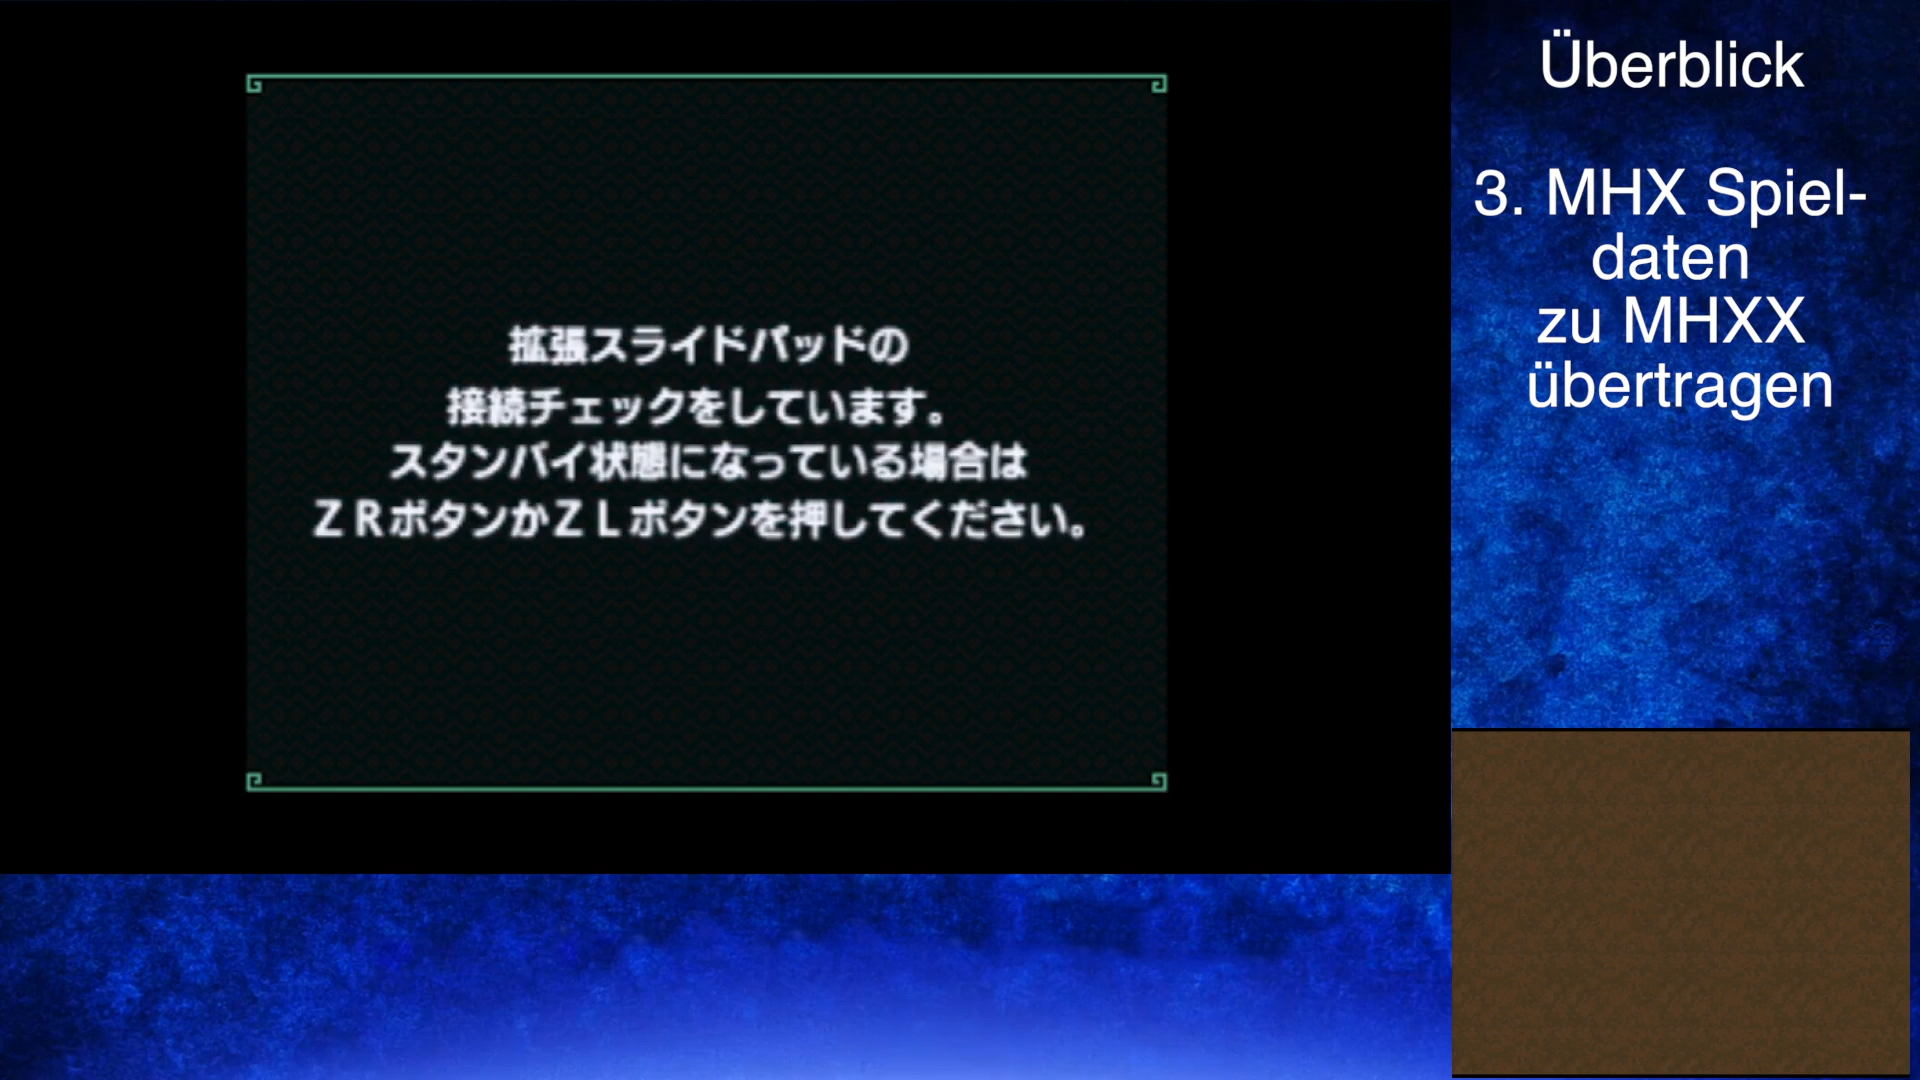 拡張スライドパッドの
接続チェックをしています。
スタンバイ状態になっている場合は
ＺＲボタンかＺＬボタンを押してください。
Überblick
3. MHX Spiel-
daten
zu MHXX
übertragen